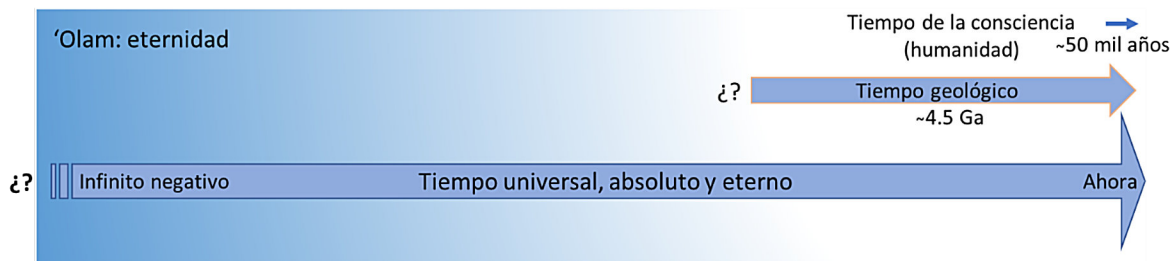 ‘Olam: eternidad
Tiempo de la consciencia
(humanidad)
~50 mil años
¿?
Tiempo geológico
~4.5 Ga
¿?
Infinito negativo
Tiempo universal, absoluto y eterno
Ahora